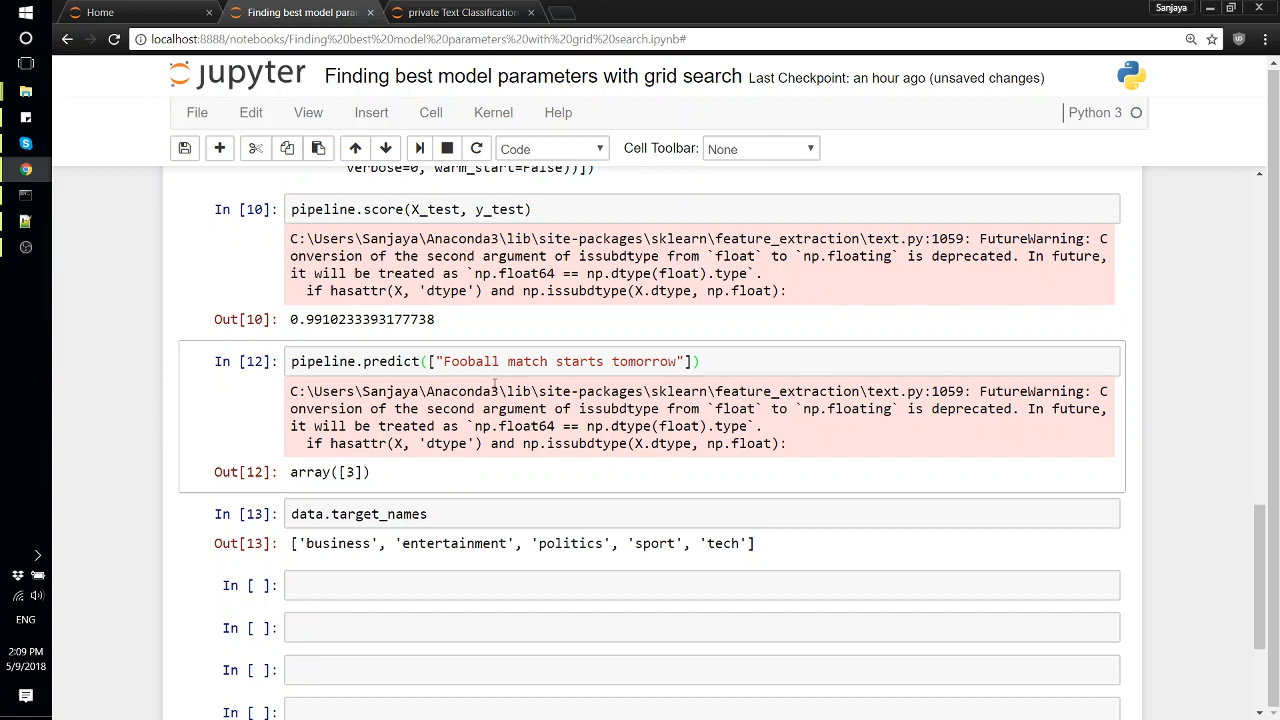 Home
Finding best model para
private Text Classification
Sanjaya
localhost:8888/notebooks/Finding%20best%20model%20parameters%20with%20grid%20search.ipynb#
jupyter Finding best model parameters with grid search Last Checkpoint: an hour ago (unsaved changes)
File Edit View Insert Cell Kernel Help Python 3
Code Cell Toolbar: None
verbose=0, warm_start=False))])
In [10]: pipeline.score(X_test, y_test)
C:\Users\Sanjaya\Anaconda3\lib\site-packages\sklearn\feature_extraction\text.py:1059: FutureWarning: C
onversion of the second argument of issubdtype from `float` to `np.floating` is deprecated. In future,
it will be treated as `np.float64 == np.dtype(float).type`.
if hasattr(X, 'dtype') and np.issubdtype(X.dtype, np.float):
Out[10]: 0.9910233393177738
In [12]: pipeline.predict(["Fooball match starts tomorrow"])
C:\Users\Sanjaya\Anaconda3\lib\site-packages\sklearn\feature_extraction\text.py:1059: FutureWarning: C
onversion of the second argument of issubdtype from `float` to `np.floating` is deprecated. In future,
it will be treated as `np.float64 == np.dtype(float).type`.
if hasattr(X, 'dtype') and np.issubdtype(X.dtype, np.float):
Out[12]: array([3])
In [13]: data.target_names
Out[13]: ['business', 'entertainment', 'politics', 'sport', 'tech']
In [ ]:
In [ ]:
In [ ]:
In [ ]:
ENG
2:09 PM
5/9/2018